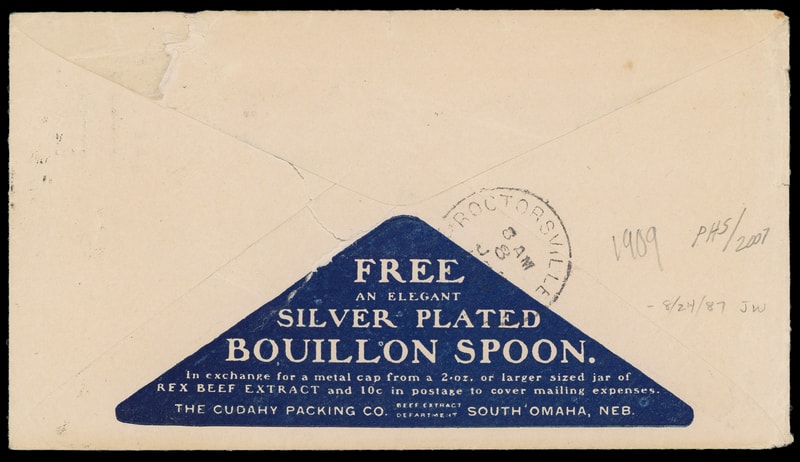 PROCTORSVILLE
8 AM
1909
PHS/2007
- 8/24/87 JW
FREE
AN ELEGANT
SILVER PLATED
BOUILLON SPOON.
In exchange for a metal cap from a 2-oz. or larger sized jar of
REX BEEF EXTRACT and 10c in postage to cover mailing expenses.
THE CUDAHY PACKING CO. BEEF EXTRACT DEPARTMENT SOUTH OMAHA, NEB.